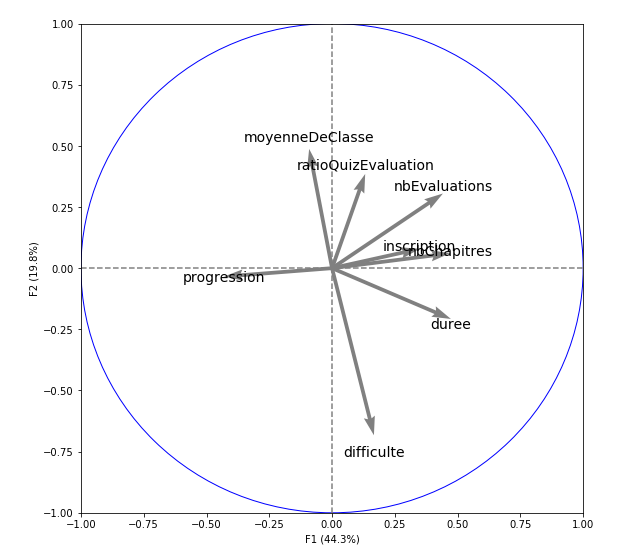 1.00
0.75
0.50
0.25
0.00
−0.25
−0.50
−0.75
−1.00
F2 (19.8%)
moyenneDeClasse
ratioQuizEvaluation
nbEvaluations
inscription
nbChapitres
progression
duree
difficulte
−1.00 −0.75 −0.50 −0.25 0.00 0.25 0.50 0.75 1.00
F1 (44.3%)